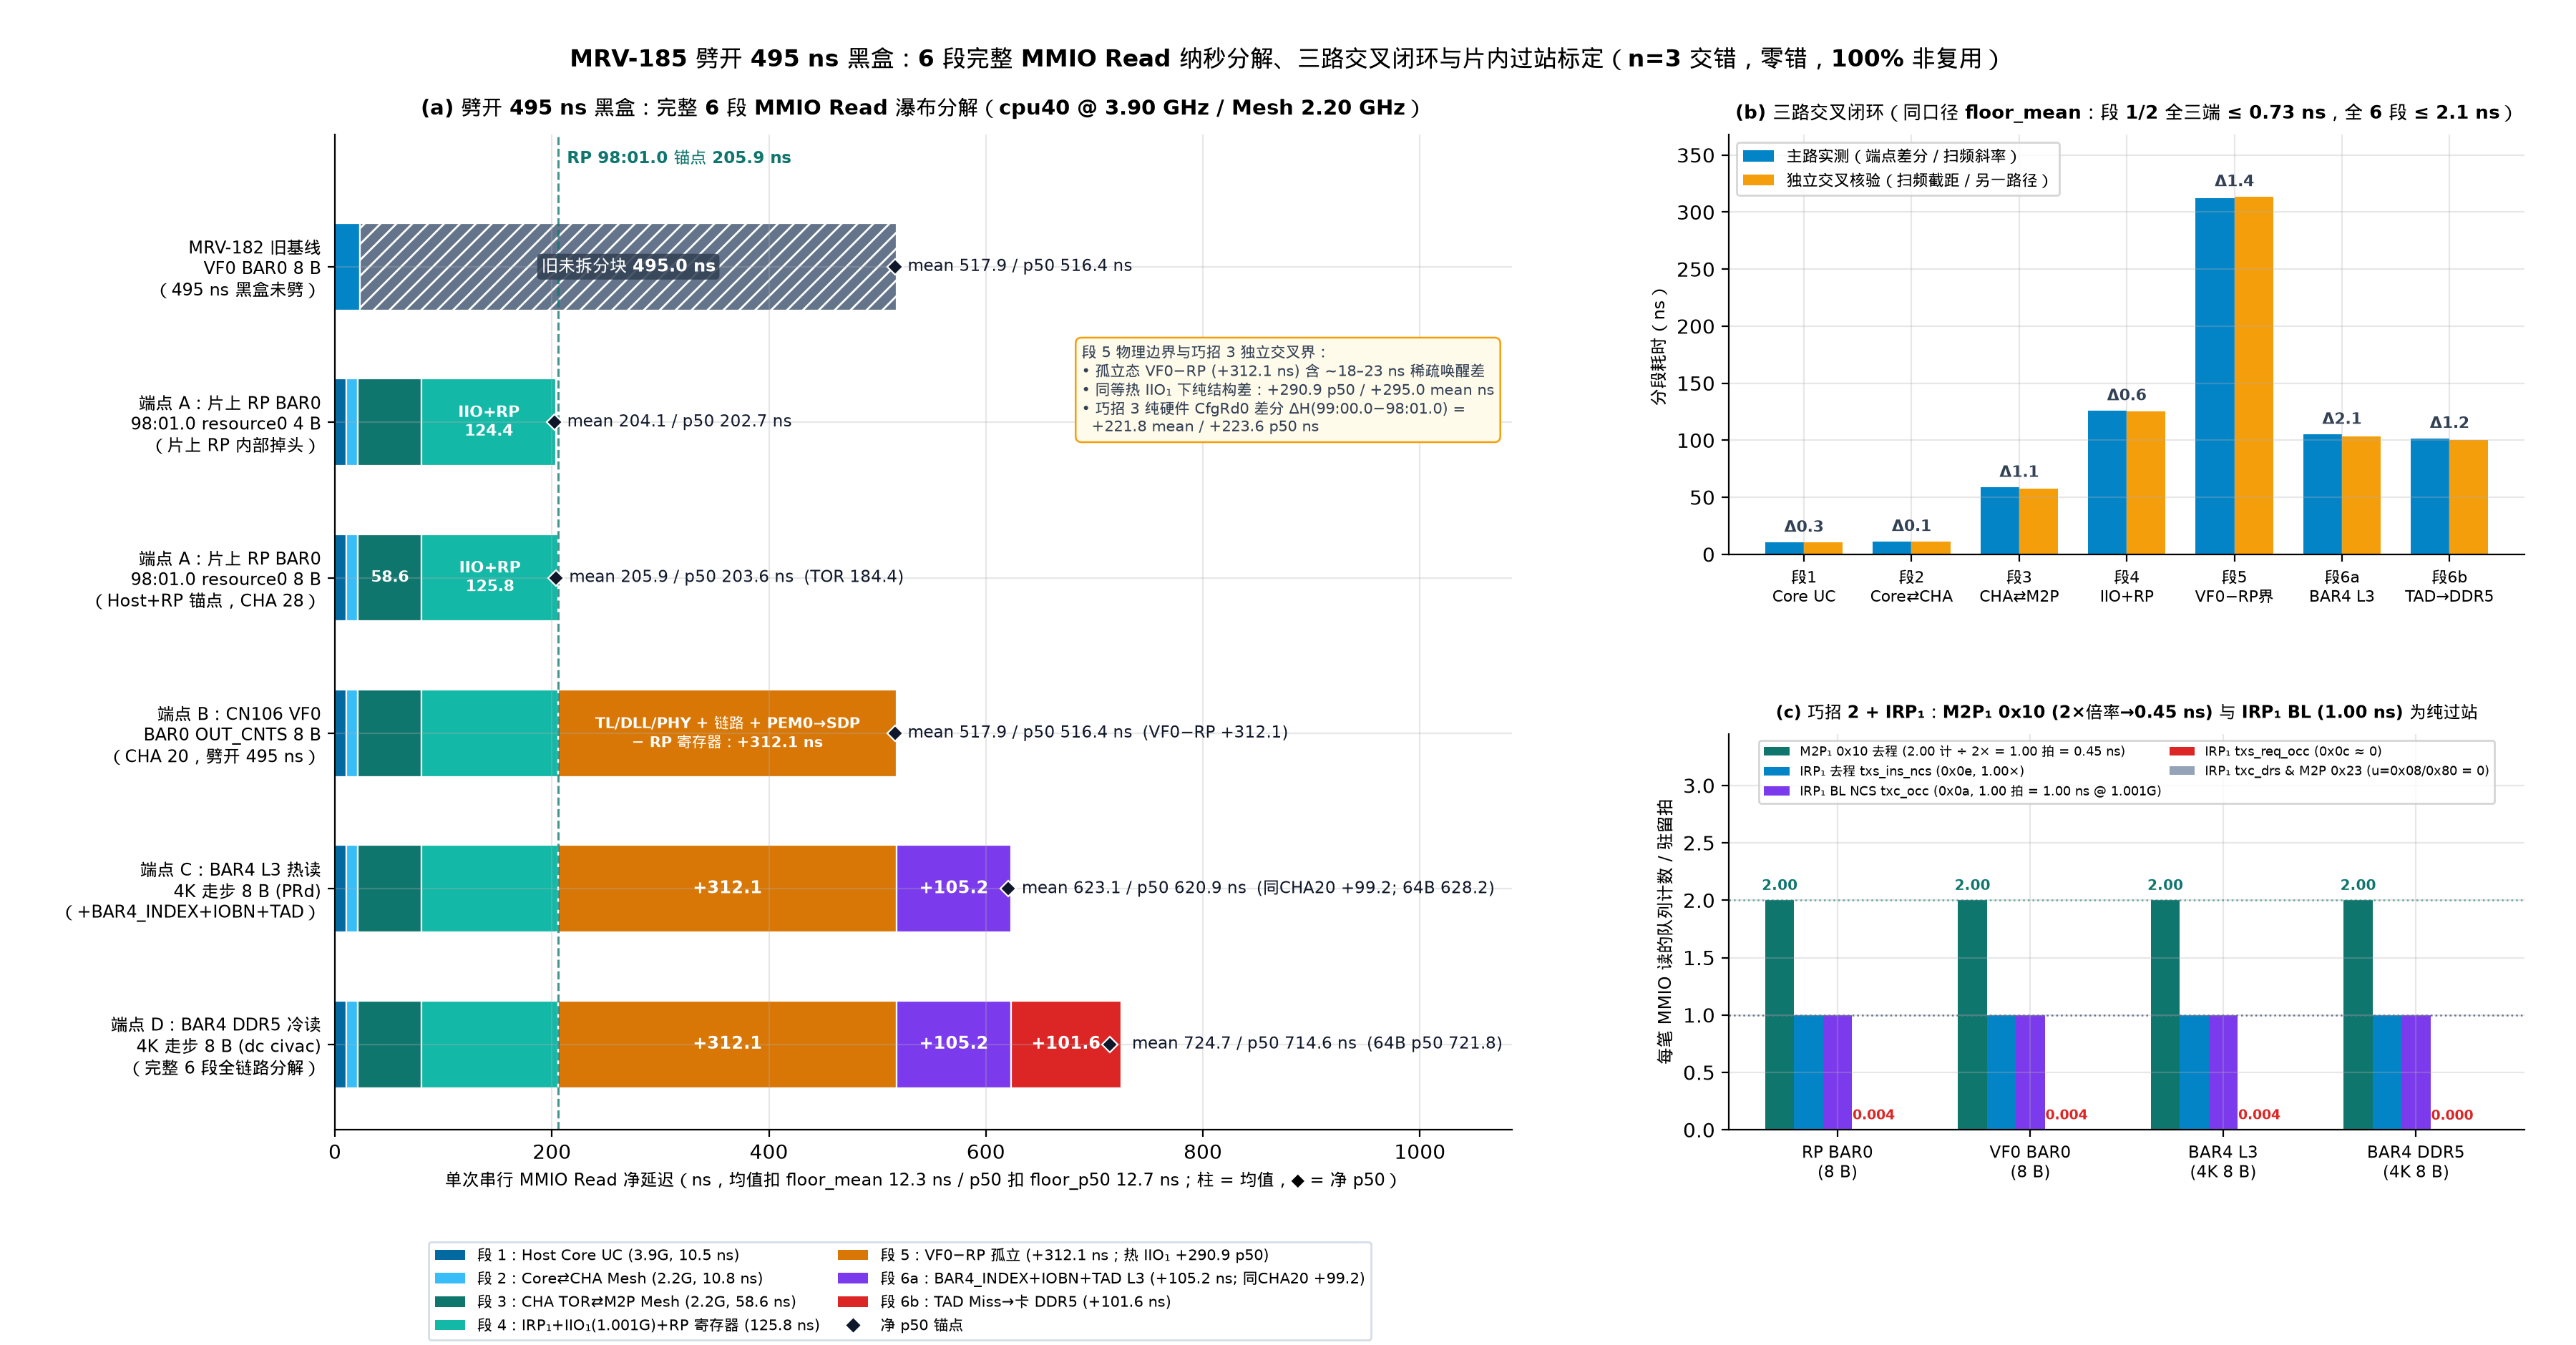 MRV-185 劈开 495 ns 黑盒：6 段完整 MMIO Read 纳秒分解、三路交叉闭环与片内过站标定（n=3 交错，零错，100% 非复用）
(a) 劈开 495 ns 黑盒：完整 6 段 MMIO Read 瀑布分解（cpu40 @ 3.90 GHz / Mesh 2.20 GHz）
RP 98:01.0 锚点 205.9 ns
MRV-182 旧基线
VF0 BAR0 8 B
（495 ns 黑盒未劈）
旧未拆分块 495.0 ns
mean 517.9 / p50 516.4 ns
段 5 物理边界与巧招 3 独立交叉界：
• 孤立态 VF0−RP (+312.1 ns) 含 ~18–23 ns 稀疏唤醒差
• 同等热 IIO₁ 下纯结构差：+290.9 p50 / +295.0 mean ns
• 巧招 3 纯硬件 CfgRd0 差分 ΔH(99:00.0−98:01.0) =
+221.8 mean / +223.6 p50 ns
端点 A：片上 RP BAR0
98:01.0 resource0 4 B
（片上 RP 内部掉头）
IIO+RP
124.4
mean 204.1 / p50 202.7 ns
端点 A：片上 RP BAR0
98:01.0 resource0 8 B
（Host+RP 锚点，CHA 28）
58.6
IIO+RP
125.8
mean 205.9 / p50 203.6 ns (TOR 184.4)
端点 B：CN106 VF0
BAR0 OUT_CNTS 8 B
（CHA 20，劈开 495 ns）
TL/DLL/PHY + 链路 + PEM0→SDP
− RP 寄存器：+312.1 ns
mean 517.9 / p50 516.4 ns (VF0−RP +312.1)
端点 C：BAR4 L3 热读
4K 走步 8 B (PRd)
（+BAR4_INDEX+IOBN+TAD）
+312.1
+105.2
mean 623.1 / p50 620.9 ns (同CHA20 +99.2; 64B 628.2)
端点 D：BAR4 DDR5 冷读
4K 走步 8 B (dc civac)
（完整 6 段全链路分解）
+312.1
+105.2
+101.6
mean 724.7 / p50 714.6 ns (64B p50 721.8)
0 200 400 600 800 1000
单次串行 MMIO Read 净延迟（ns，均值扣 floor_mean 12.3 ns / p50 扣 floor_p50 12.7 ns；柱 = 均值，◆ = 净 p50）
段 1：Host Core UC (3.9G, 10.5 ns)
段 2：Core⇄CHA Mesh (2.2G, 10.8 ns)
段 3：CHA TOR⇄M2P Mesh (2.2G, 58.6 ns)
段 4：IRP₁+IIO₁(1.001G)+RP 寄存器 (125.8 ns)
段 5：VF0−RP 孤立 (+312.1 ns；热 IIO₁ +290.9 p50)
段 6a：BAR4_INDEX+IOBN+TAD L3 (+105.2 ns; 同CHA20 +99.2)
段 6b：TAD Miss→卡 DDR5 (+101.6 ns)
净 p50 锚点
(b) 三路交叉闭环（同口径 floor_mean：段 1/2 全三端 ≤ 0.73 ns，全 6 段 ≤ 2.1 ns）
主路实测（端点差分 / 扫频斜率）
独立交叉核验（扫频截距 / 另一路径）
分段耗时（ns）
350
300
250
200
150
100
50
0
Δ0.3
Δ0.1
Δ1.1
Δ0.6
Δ1.4
Δ2.1
Δ1.2
段1
Core UC
段2
Core⇄CHA
段3
CHA⇄M2P
段4
IIO+RP
段5
VF0−RP界
段6a
BAR4 L3
段6b
TAD→DDR5
(c) 巧招 2 + IRP₁：M2P₁ 0x10 (2×倍率→0.45 ns) 与 IRP₁ BL (1.00 ns) 为纯过站
M2P₁ 0x10 去程 (2.00 计 ÷ 2× = 1.00 拍 = 0.45 ns)
IRP₁ 去程 txs_ins_ncs (0x0e, 1.00×)
IRP₁ BL NCS txc_occ (0x0a, 1.00 拍 = 1.00 ns @ 1.001G)
IRP₁ txs_req_occ (0x0c ≈ 0)
IRP₁ txc_drs & M2P 0x23 (u=0x08/0x80 = 0)
每笔 MMIO 读的队列计数 / 驻留拍
3.0
2.5
2.0
1.5
1.0
0.5
0.0
2.00 2.00 2.00 2.00
0.004 0.004 0.004 0.000
RP BAR0
(8 B)
VF0 BAR0
(8 B)
BAR4 L3
(4K 8 B)
BAR4 DDR5
(4K 8 B)